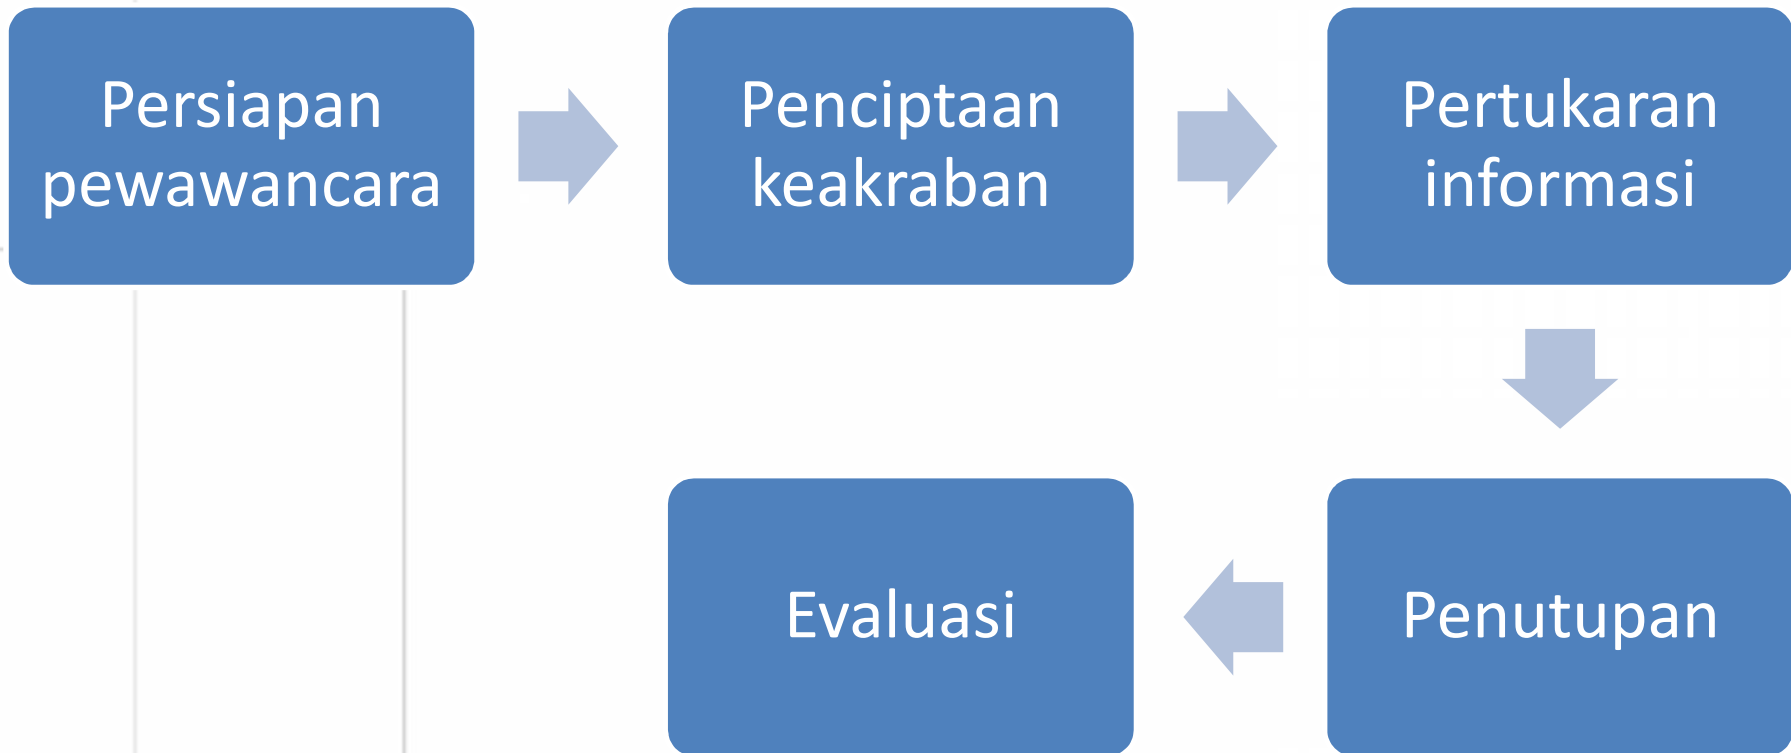 Persiapan
pewawancara
Penciptaan
keakraban
Pertukaran
informasi
Penutupan
Evaluasi